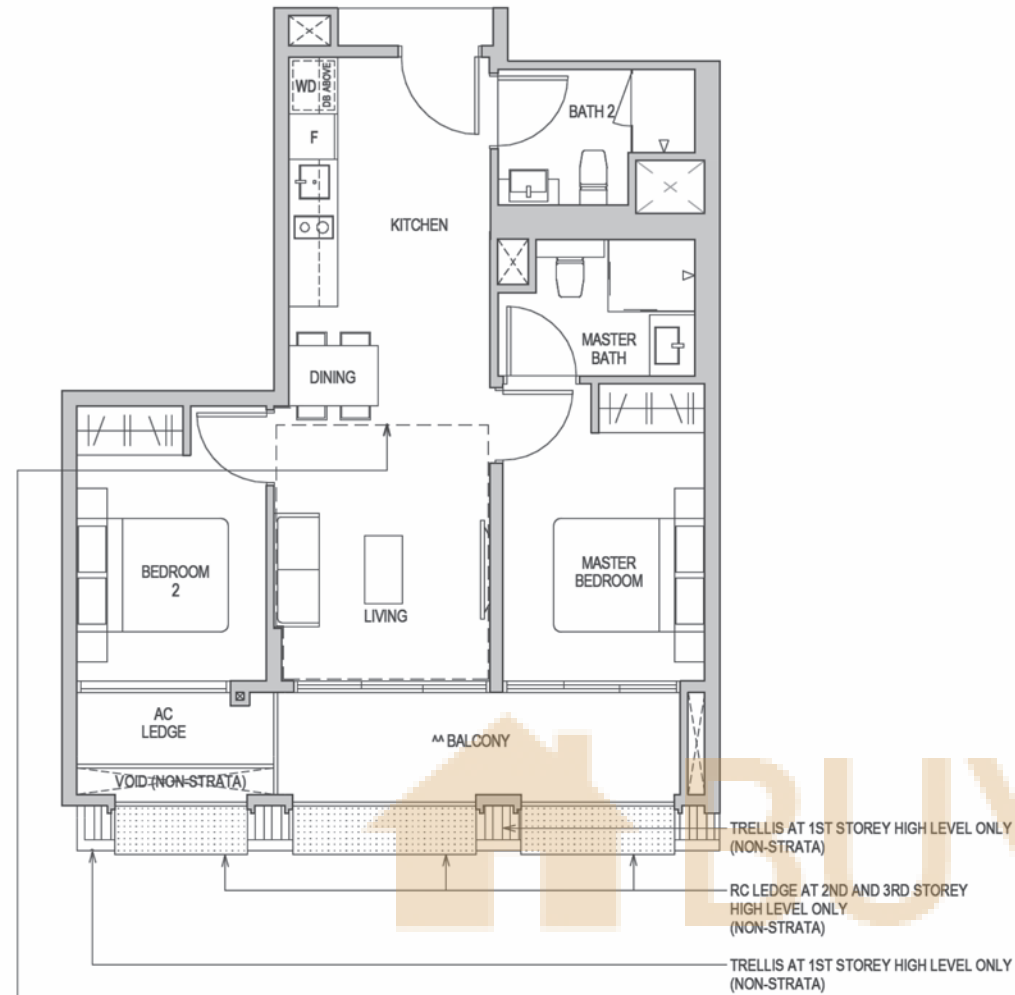 WD
DB ABOVE
F
BATH 2
KITCHEN
MASTER
BATH
DINING
BEDROOM
2
MASTER
BEDROOM
LIVING
AC
LEDGE
^^ BALCONY
VOID (NON-STRATA)
BUY
TRELLIS AT 1ST STOREY HIGH LEVEL ONLY
(NON-STRATA)
RC LEDGE AT 2ND AND 3RD STOREY
HIGH LEVEL ONLY
(NON-STRATA)
TRELLIS AT 1ST STOREY HIGH LEVEL ONLY
(NON-STRATA)